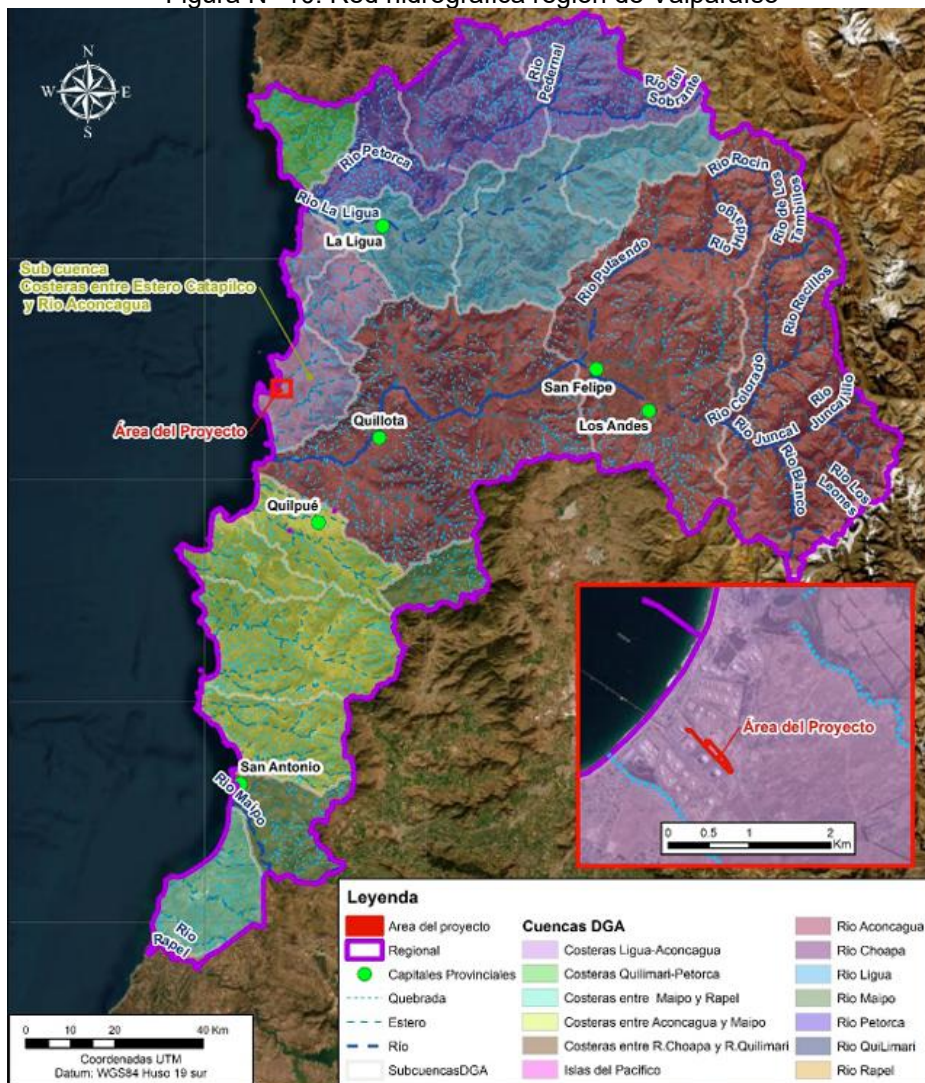 Figura N° 10: Red hidrográfica región de Valparaíso
N
W
E
S
Río
Pedernal
Río del
Sobrante
Río Petorca
Río Rocín
Río La Ligua
La Ligua
Río
Hidalgo
Río de Los
Tambillos
Sub cuenca
Costeras entre Estero Catapilco
y Río Aconcagua
Río Putaendo
Río Recillos
San Felipe
Área del Proyecto
Quillota
Los Andes
Río Colorado
Río
Juncalillo
Río Juncal
Río Blanco
Río Los
Leones
Quilpué
Área del Proyecto
San Antonio
Río Maipo
0 0.5 1 2
Km
Río
Rapel
Leyenda
Area del proyecto
Regional
Capitales Provinciales
Quebrada
Estero
Río
SubcuencasDGA
Cuencas DGA
Costeras Ligua-Aconcagua
Costeras Quilimari-Petorca
Costeras entre Maipo y Rapel
Costeras entre Aconcagua y Maipo
Costeras entre R.Choapa y R.Quilimari
Islas del Pacífico
Río Aconcagua
Río Choapa
Río Ligua
Río Maipo
Río Petorca
Río QuiLimari
Río Rapel
0 10 20 40 Km
Coordenadas UTM
Datum: WGS84 Huso 19 sur